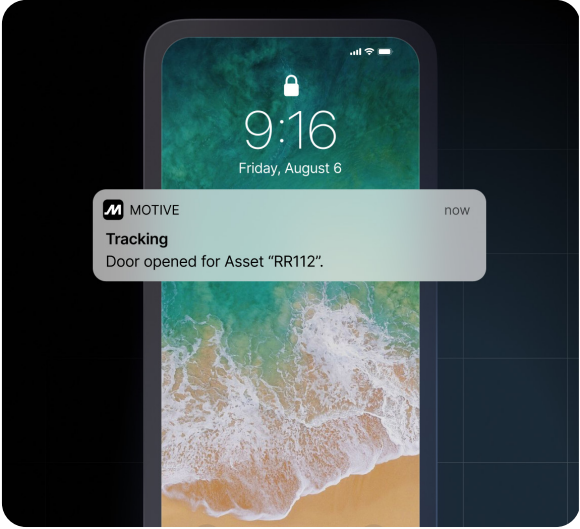 9:16
Friday, August 6
MOTIVE now
Tracking
Door opened for Asset “RR112”.